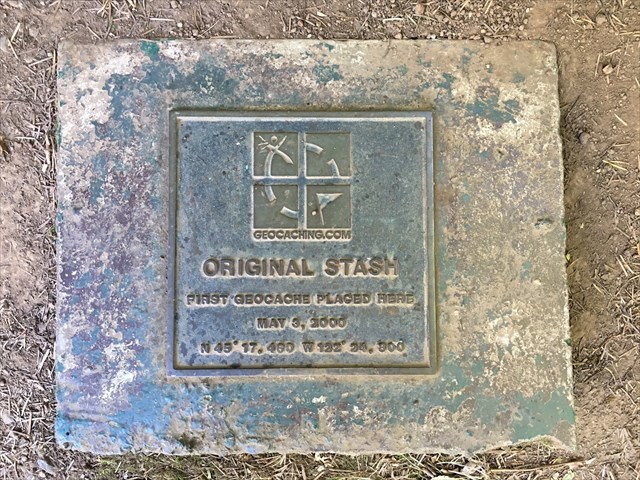 GEOCACHING.COM
ORIGINAL STASH
FIRST GEOCACHE PLACED HERE
MAY 3, 2000
N 45° 17. 460 W 122° 24. 800